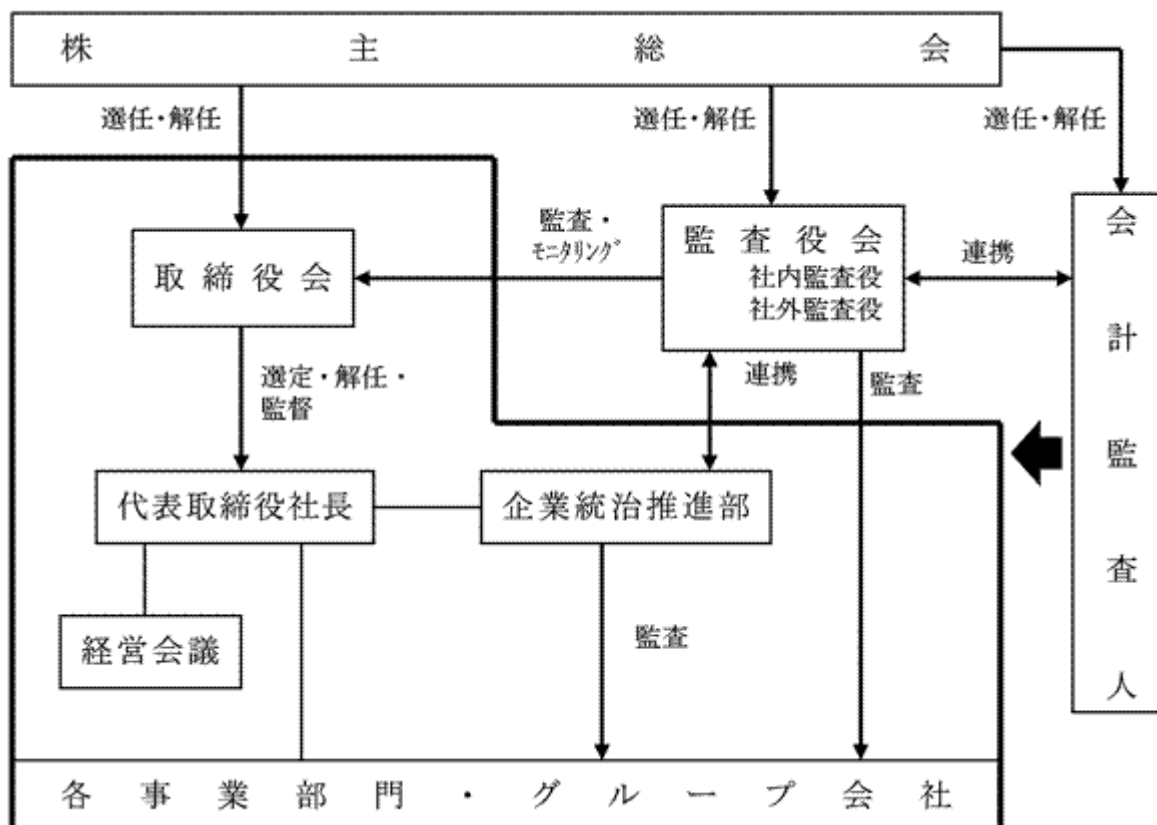 株主総会
選任・解任
選任・解任
選任・解任
取締役会
監査・
モニタリング
監査役会
社内監査役
社外監査役
連携
会計監査人
選定・解任・
監督
連携
監査
代表取締役社長
企業統治推進部
経営会議
監査
各事業部門・グループ会社